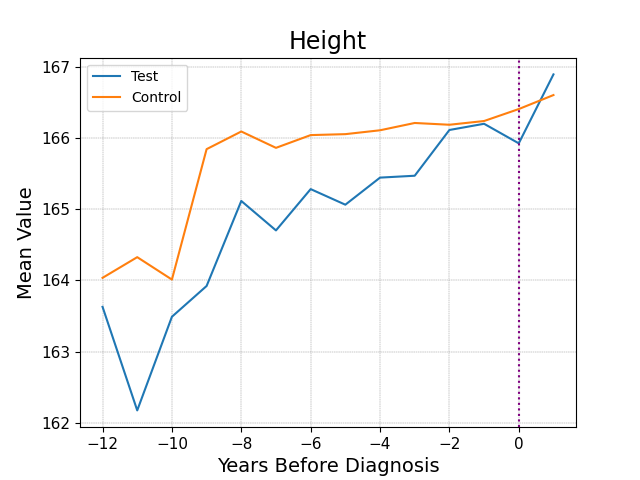 Height
Test
Control
Mean Value
167
166
165
164
163
162
−12 −10 −8 −6 −4 −2 0
Years Before Diagnosis